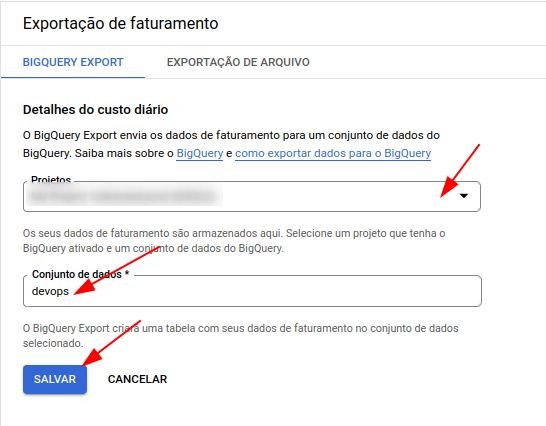 Exportação de faturamento
BIGQUERY EXPORT EXPORTAÇÃO DE ARQUIVO
Detalhes do custo diário
O BigQuery Export envia os dados de faturamento para um conjunto de dados do
BigQuery. Saiba mais sobre o BigQuery e como exportar dados para o BigQuery
Projetos
Os seus dados de faturamento são armazenados aqui. Selecione um projeto que tenha o
BigQuery ativado e um conjunto de dados do BigQuery.
Conjunto de dados *
devops
O BigQuery Export criará uma tabela com seus dados de faturamento no conjunto de dados
selecionado.
SALVAR CANCELAR